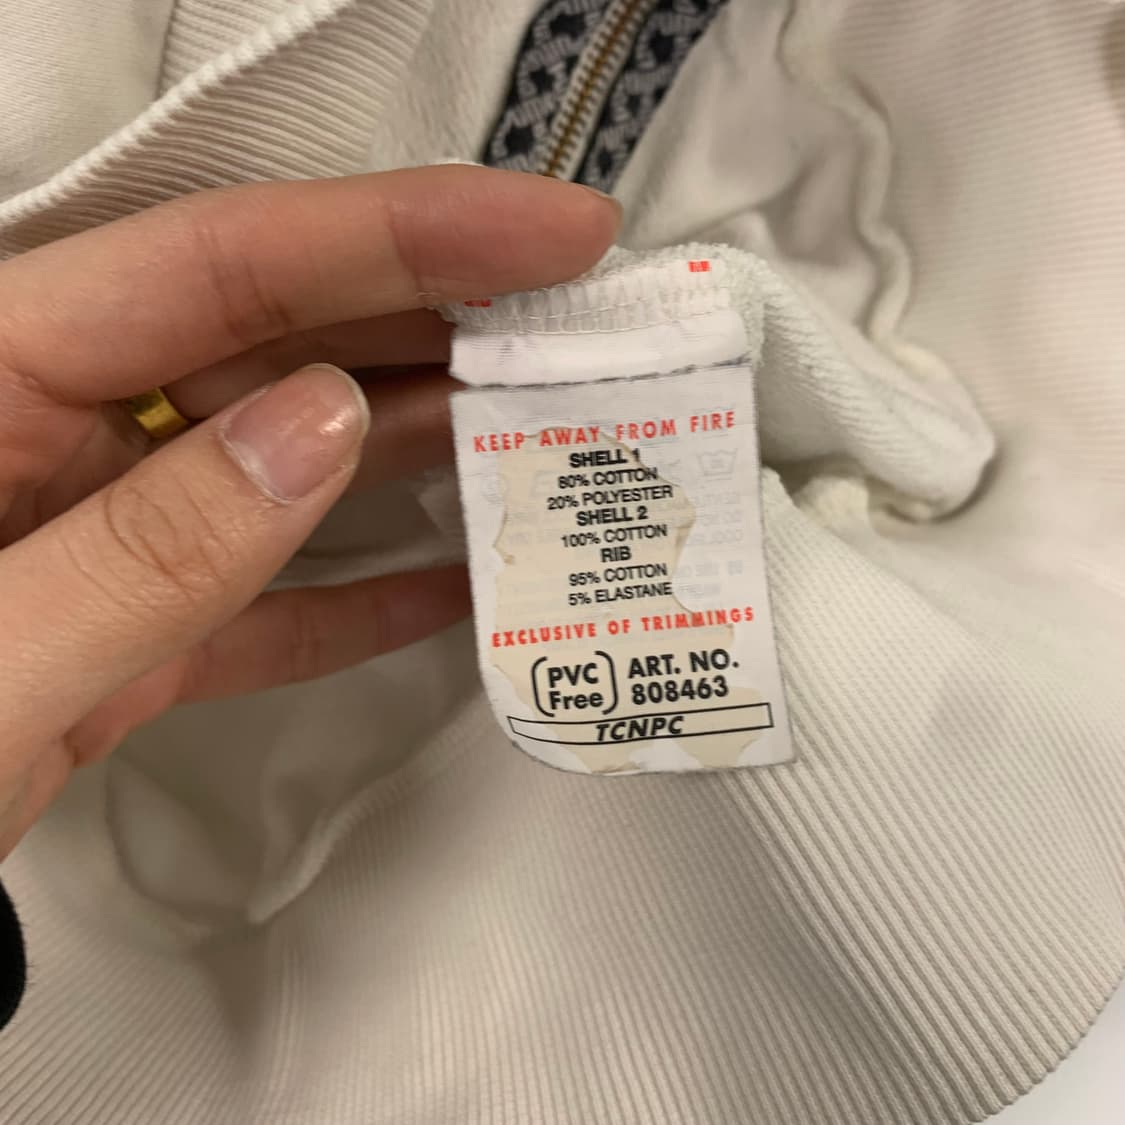 KEEP AWAY FROM FIRE
SHELL 1
80% COTTON
20% POLYESTER
SHELL 2
100% COTTON
RIB
95% COTTON
5% ELASTANE
EXCLUSIVE OF TRIMMINGS
PVC Free
ART. NO.
808463
TCNPC